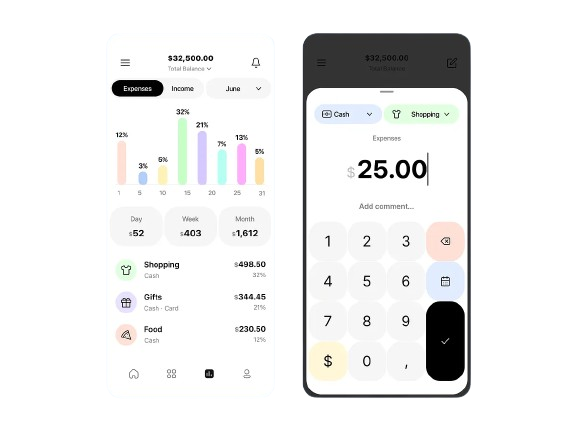 $32,500.00
Total Balance
Expenses Income June
32%
12% 21%
13%
7%
3% 5% 5%
1 5 10 15 20 25 31
Day Week Month
$52 $403 $1,612
Shopping $498.50
Cash 32%
Gifts $344.45
Cash · Card 21%
Food $230.50
Cash 12%
$32,500.00
Total Balance
Cash Shopping
Expenses
$25.00
Add comment...
1 2 3
4 5 6
7 8 9
$ 0 ,